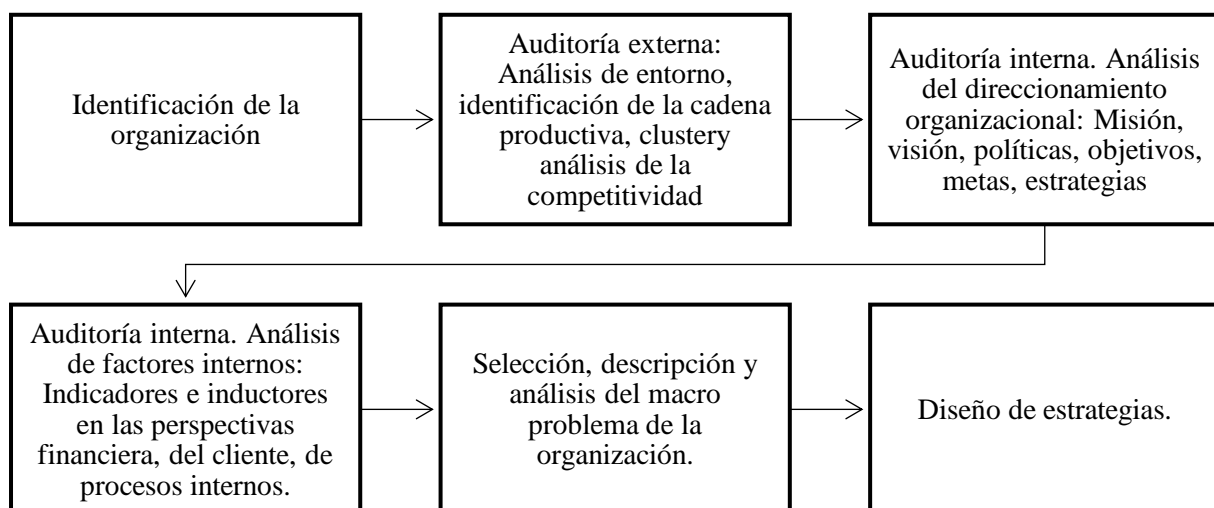 Identificación de la
organización
Auditoría externa:
Análisis de entorno,
identificación de la cadena
productiva, clustery
análisis de la
competitividad
Auditoría interna. Análisis
del direccionamiento
organizacional: Misión,
visión, políticas, objetivos,
metas, estrategias
Auditoría interna. Análisis
de factores internos:
Indicadores e inductores
en las perspectivas
financiera, del cliente, de
procesos internos.
Selección, descripción y
análisis del macro
problema de la
organización.
Diseño de estrategias.